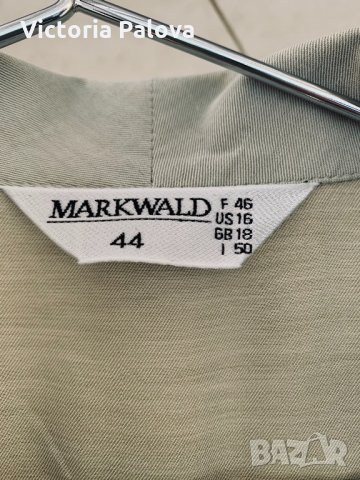 Victoria Palova
MARKWALD
44
F 46
US 16
GB 18
I 50
BAZAR